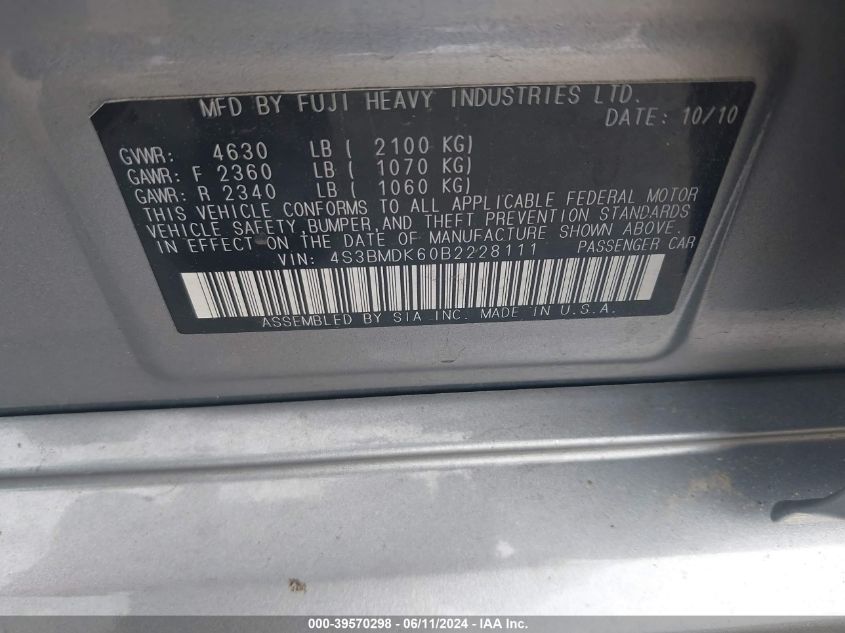 MFD BY FUJI HEAVY INDUSTRIES LTD.
DATE: 10/10
GVWR: 4630 LB ( 2100 KG)
GAWR: F 2360 LB ( 1070 KG)
GAWR: R 2340 LB ( 1060 KG)
THIS VEHICLE CONFORMS TO ALL APPLICABLE FEDERAL MOTOR
VEHICLE SAFETY, BUMPER, AND THEFT PREVENTION STANDARDS
IN EFFECT ON THE DATE OF MANUFACTURE SHOWN ABOVE.
VIN: 4S3BMDK60B2228111 PASSENGER CAR
ASSEMBLED BY SIA INC. MADE IN U.S.A.
000-39570298 - 06/11/2024 - IAA Inc.